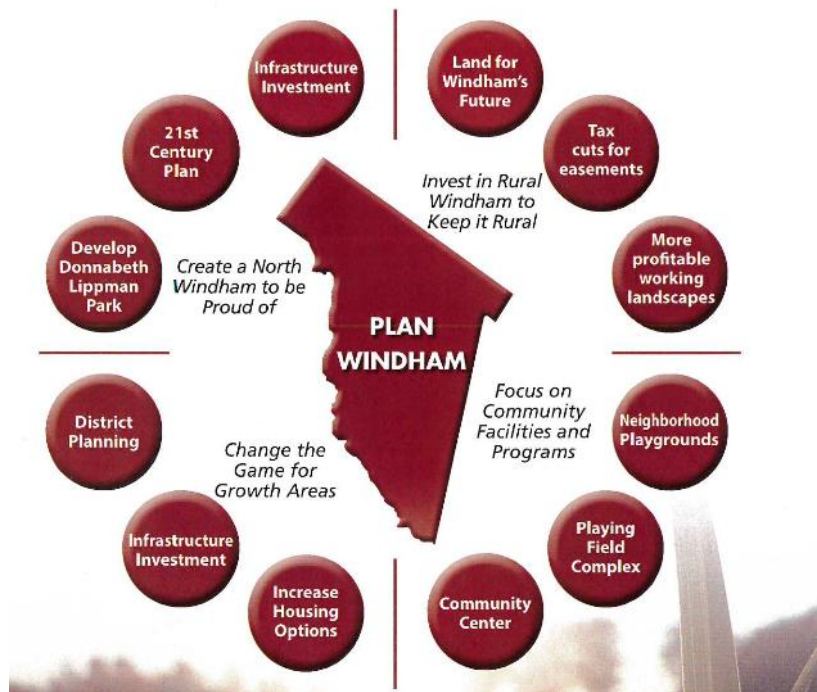 Infrastructure
Investment
21st
Century
Plan
Develop
Donnabeth
Lippman
Park
Create a North
Windham to be
Proud of
Land for
Windham's
Future
Tax
cuts for
easements
More
profitable
working
landscapes
Invest in Rural
Windham to
Keep it Rural
PLAN
WINDHAM
District
Planning
Infrastructure
Investment
Increase
Housing
Options
Change the
Game for
Growth Areas
Focus on
Community
Facilities and
Programs
Neighborhood
Playgrounds
Playing
Field
Complex
Community
Center